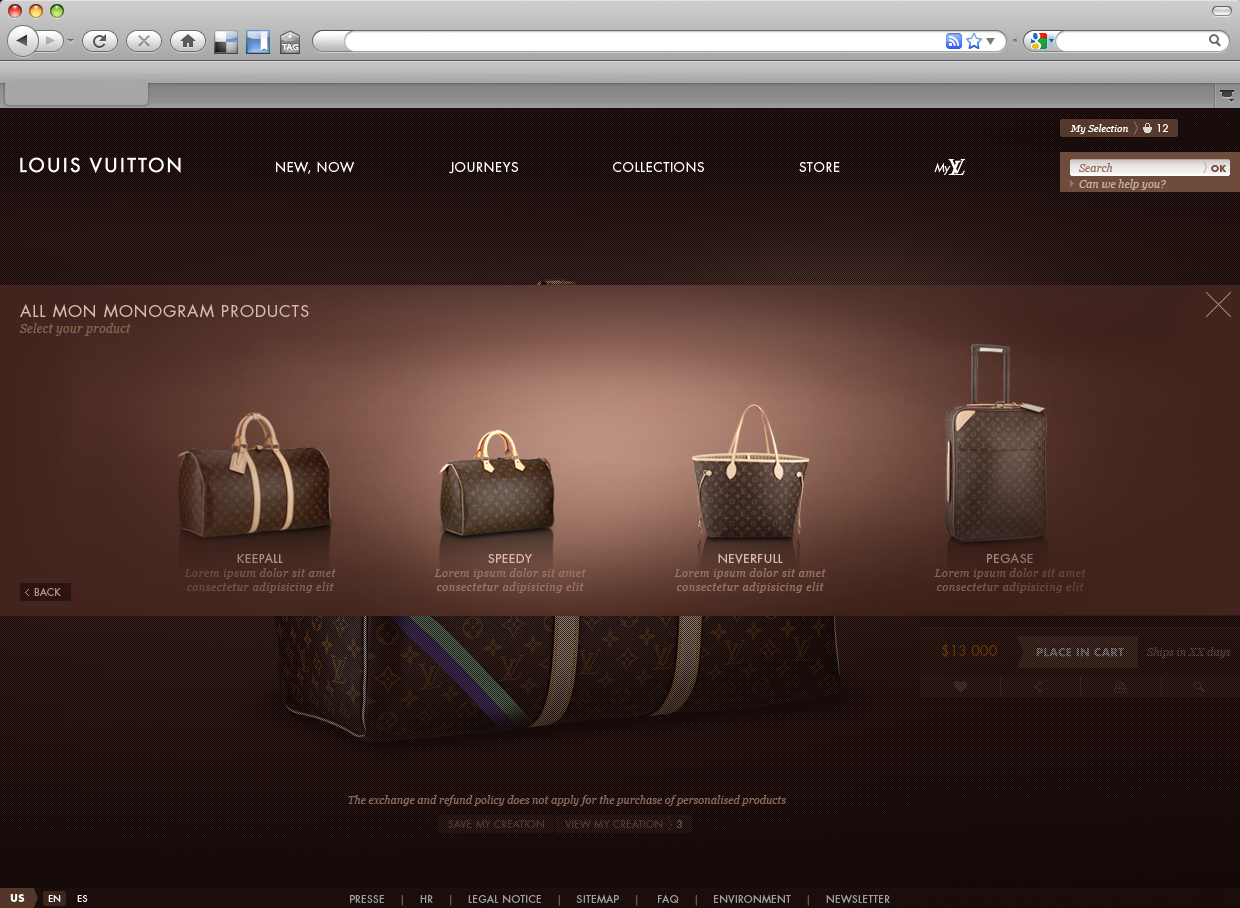 TAG
My Selection 12
LOUIS VUITTON
NEW, NOW
JOURNEYS
COLLECTIONS
STORE
My LV
Search
OK
Can we help you?
ALL MON MONOGRAM PRODUCTS
Select your product
KEEPALL
Lorem ipsum dolor sit amet
consectetur adipisicing elit
SPEEDY
Lorem ipsum dolor sit amet
consectetur adipisicing elit
NEVERFULL
Lorem ipsum dolor sit amet
consectetur adipisicing elit
PEGASE
Lorem ipsum dolor sit amet
consectetur adipisicing elit
< BACK
$13 000
PLACE IN CART
Ships in XX days
The exchange and refund policy does not apply for the purchase of personalised products
SAVE MY CREATION
VIEW MY CREATION 3
US
EN
ES
PRESSE | HR | LEGAL NOTICE | SITEMAP | FAQ | ENVIRONMENT | NEWSLETTER